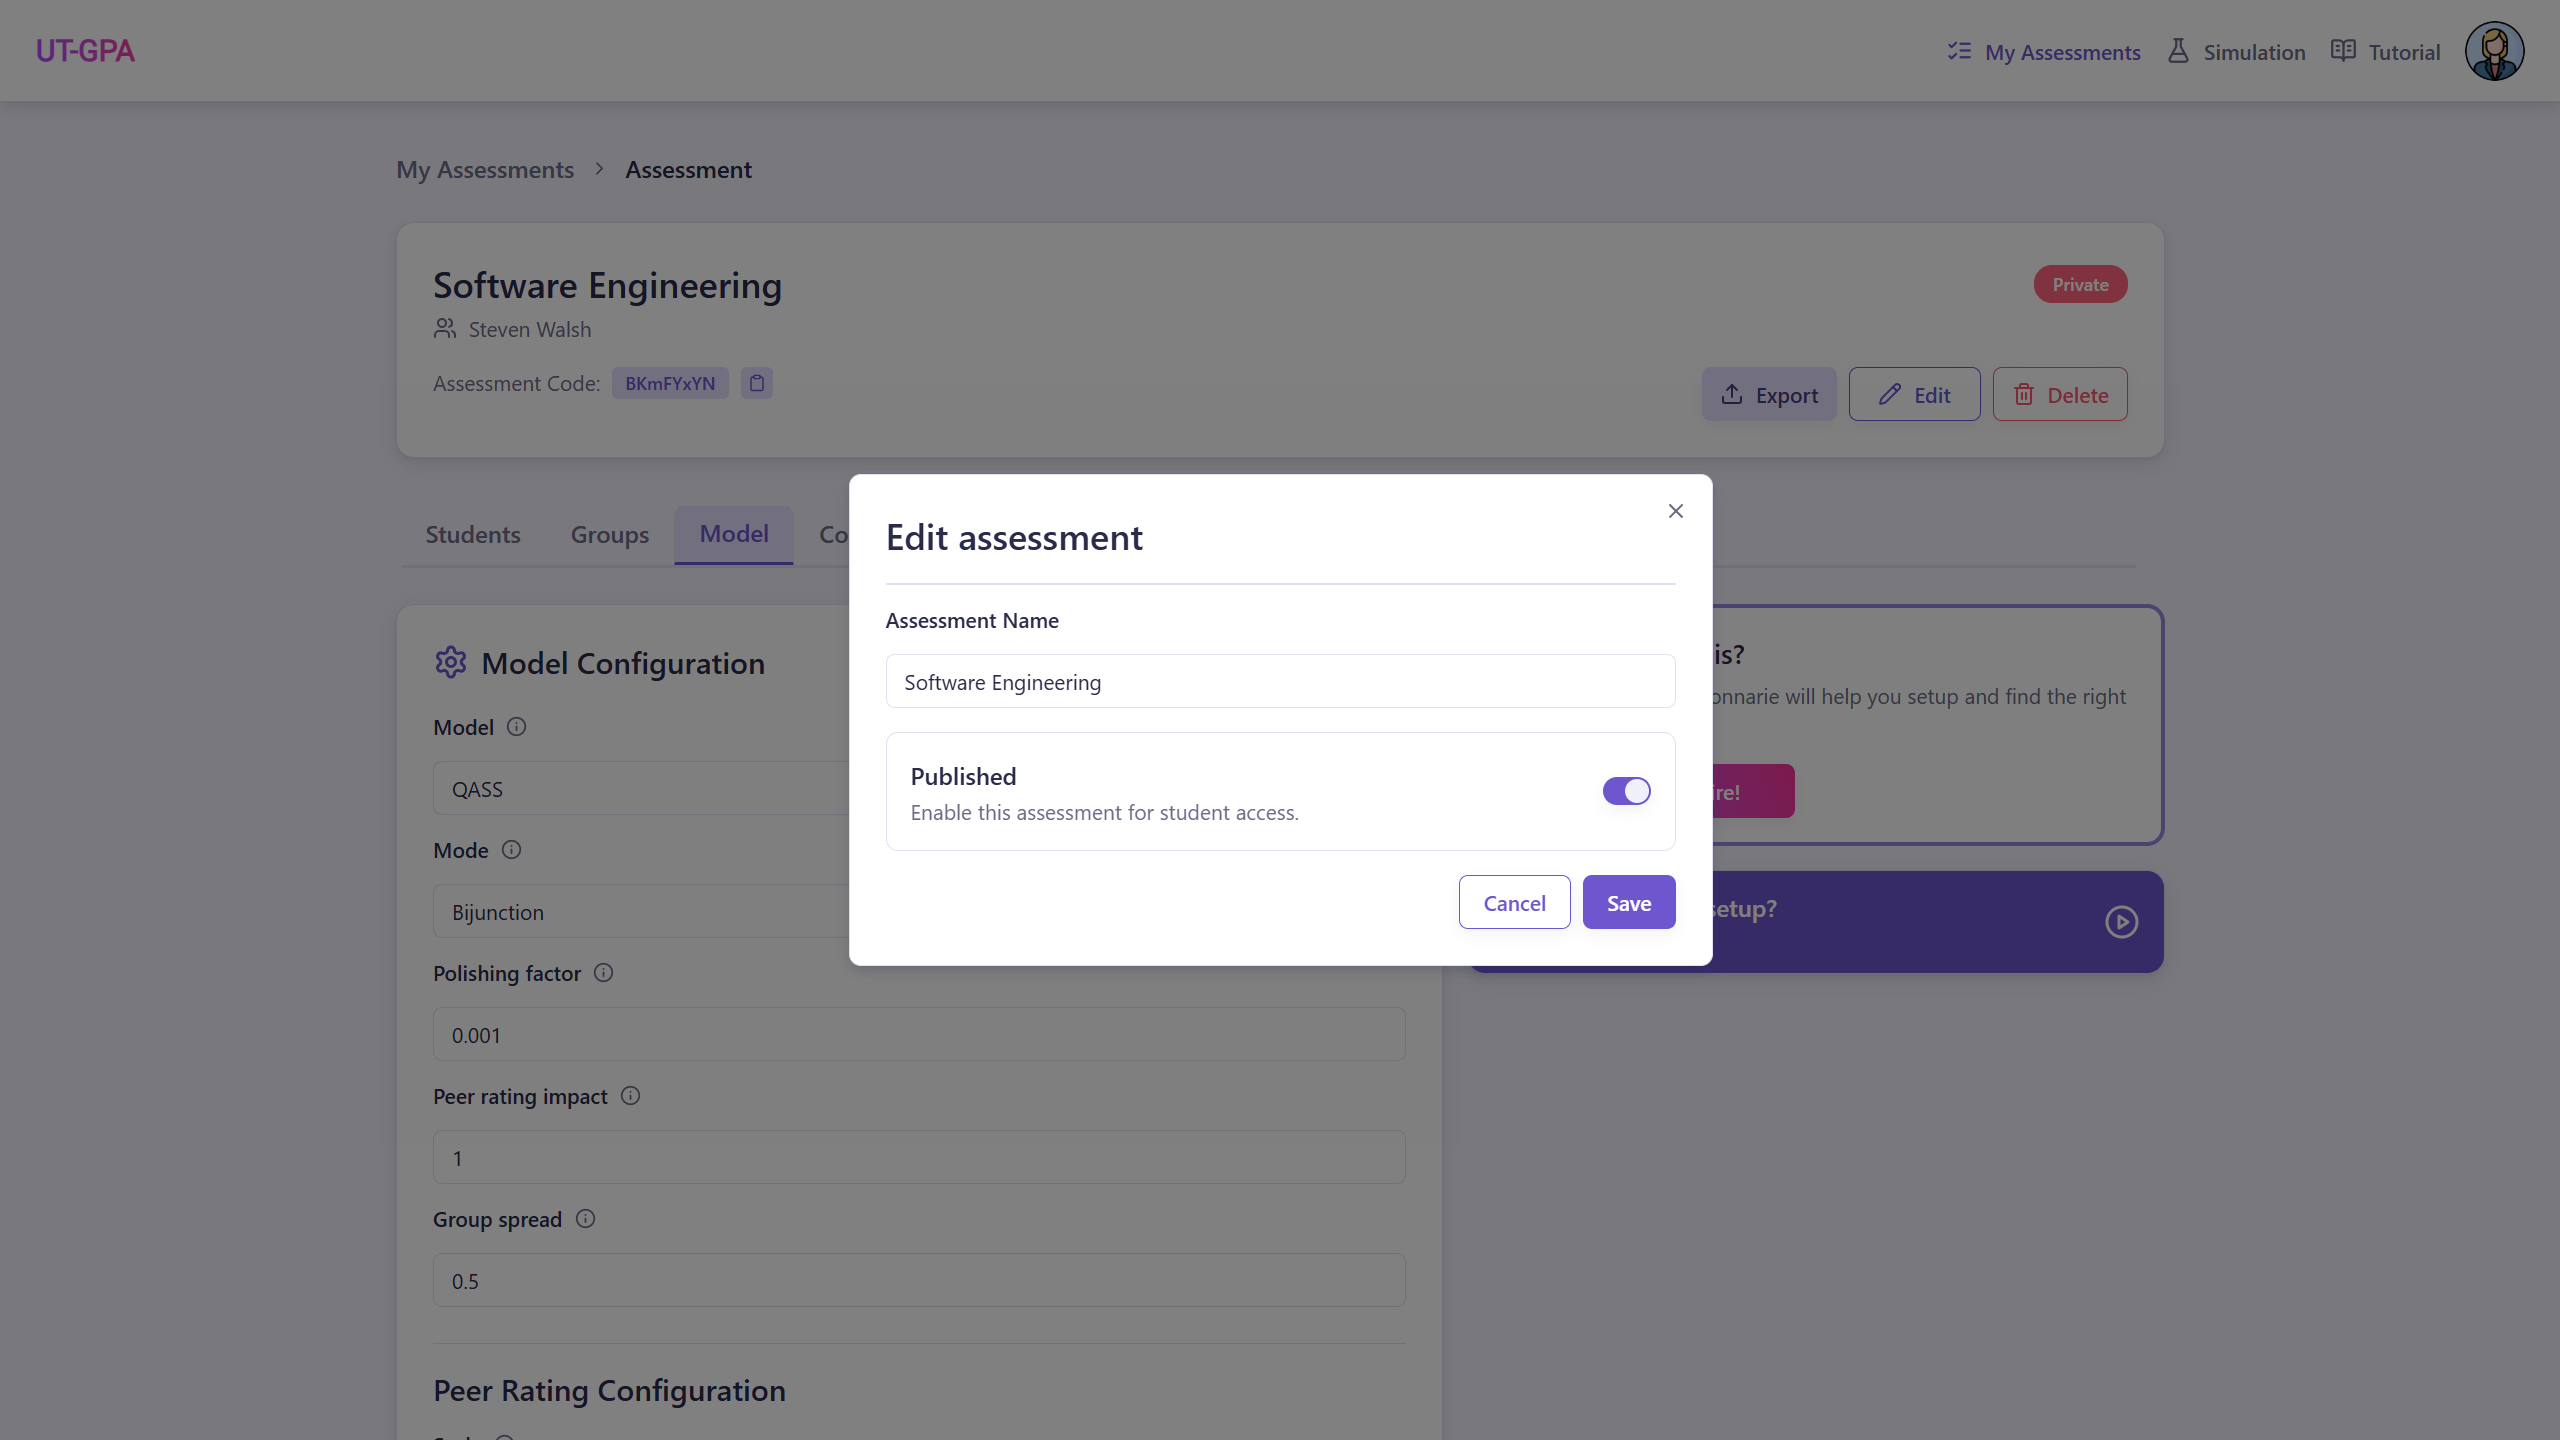 UT-GPA
My Assessments
Simulation
Tutorial
My Assessments
Assessment
Software Engineering
Private
Steven Walsh
Assessment Code:
BKmFYxYN
Export
Edit
Delete
Students
Groups
Model
Co
Edit assessment
Assessment Name
Software Engineering
Published
Enable this assessment for student access.
Cancel
Save
Model Configuration
Model
QASS
Mode
Bijunction
Polishing factor
0.001
Peer rating impact
1
Group spread
0.5
Peer Rating Configuration
is?
onnarie will help you setup and find the right
ire!
setup?